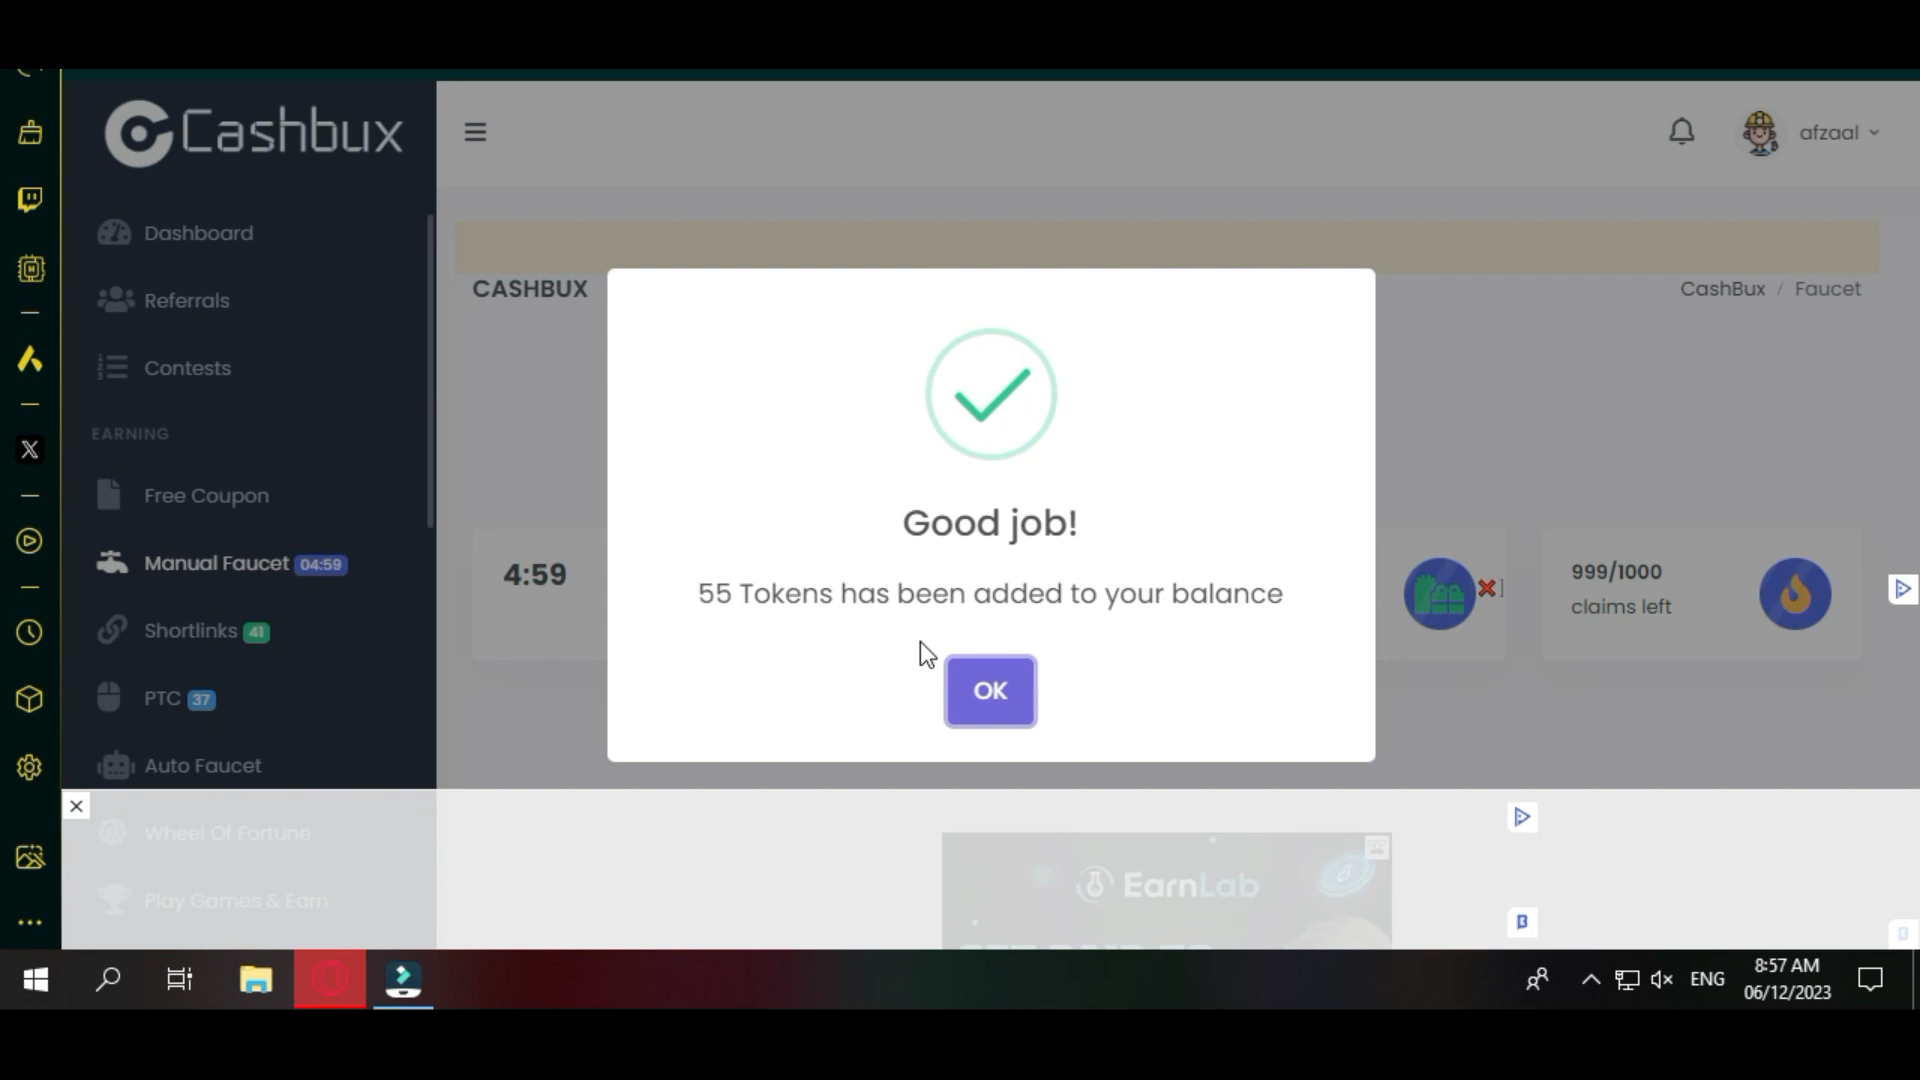 Cashbux
afzaal
Dashboard
Referrals
Contests
EARNING
Free Coupon
Manual Faucet 04:59
Shortlinks 41
PTC 37
Auto Faucet
Wheel Of Fortune
Play Games & Earn
CASHBUX
CashBux / Faucet
4:59
Good job!
55 Tokens has been added to your balance
OK
999/1000
claims left
EarnLab
ENG
8:57 AM
06/12/2023